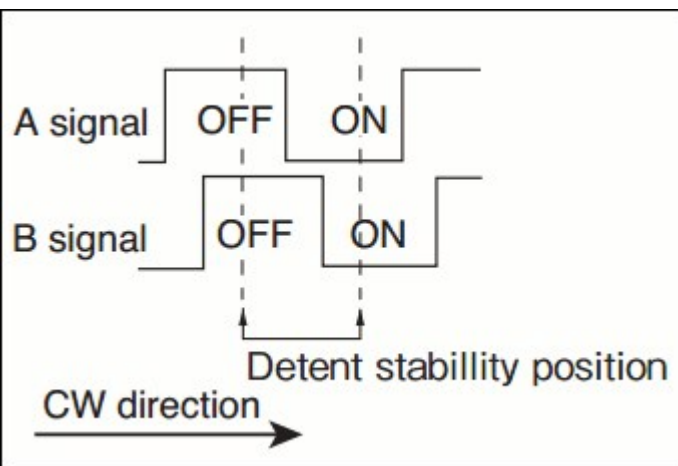 A signal OFF ON
B signal OFF ON
Detent stabillity position
CW direction